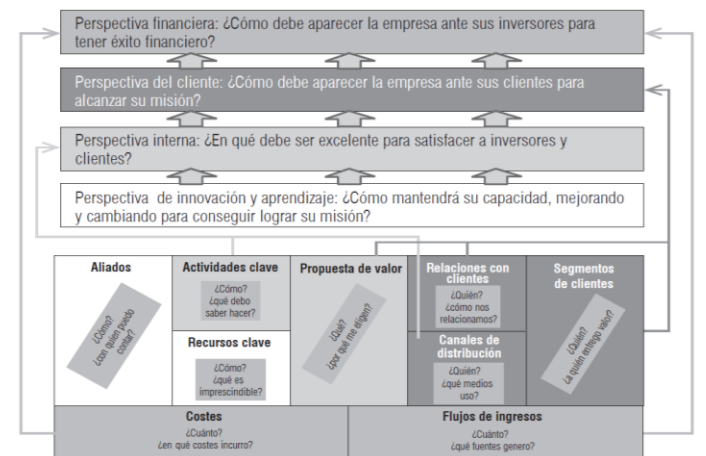 Perspectiva financiera: ¿Cómo debe aparecer la empresa ante sus inversores para
tener éxito financiero?
Perspectiva del cliente: ¿Cómo debe aparecer la empresa ante sus clientes para
alcanzar su misión?
Perspectiva interna: ¿En qué debe ser excelente para satisfacer a inversores y
clientes?
Perspectiva de innovación y aprendizaje: ¿Cómo mantendrá su capacidad, mejorando
y cambiando para conseguir lograr su misión?
Aliados
¿Cómo?
¿con quien puedo
contar?
Actividades clave
¿Cómo?
¿qué debo
saber hacer?
Recursos clave
¿Cómo?
¿qué es
imprescindible?
Propuesta de valor
¿Qué?
¿por qué me eligen?
Relaciones con
clientes
¿Quién?
¿cómo nos
relacionamos?
Canales de
distribución
¿Quién?
¿qué medios
uso?
Segmentos
de clientes
¿Quién?
¿a quién entrego valor?
Costes
¿Cuánto?
¿en qué costes incurro?
Flujos de ingresos
¿Cuánto?
¿qué fuentes genero?